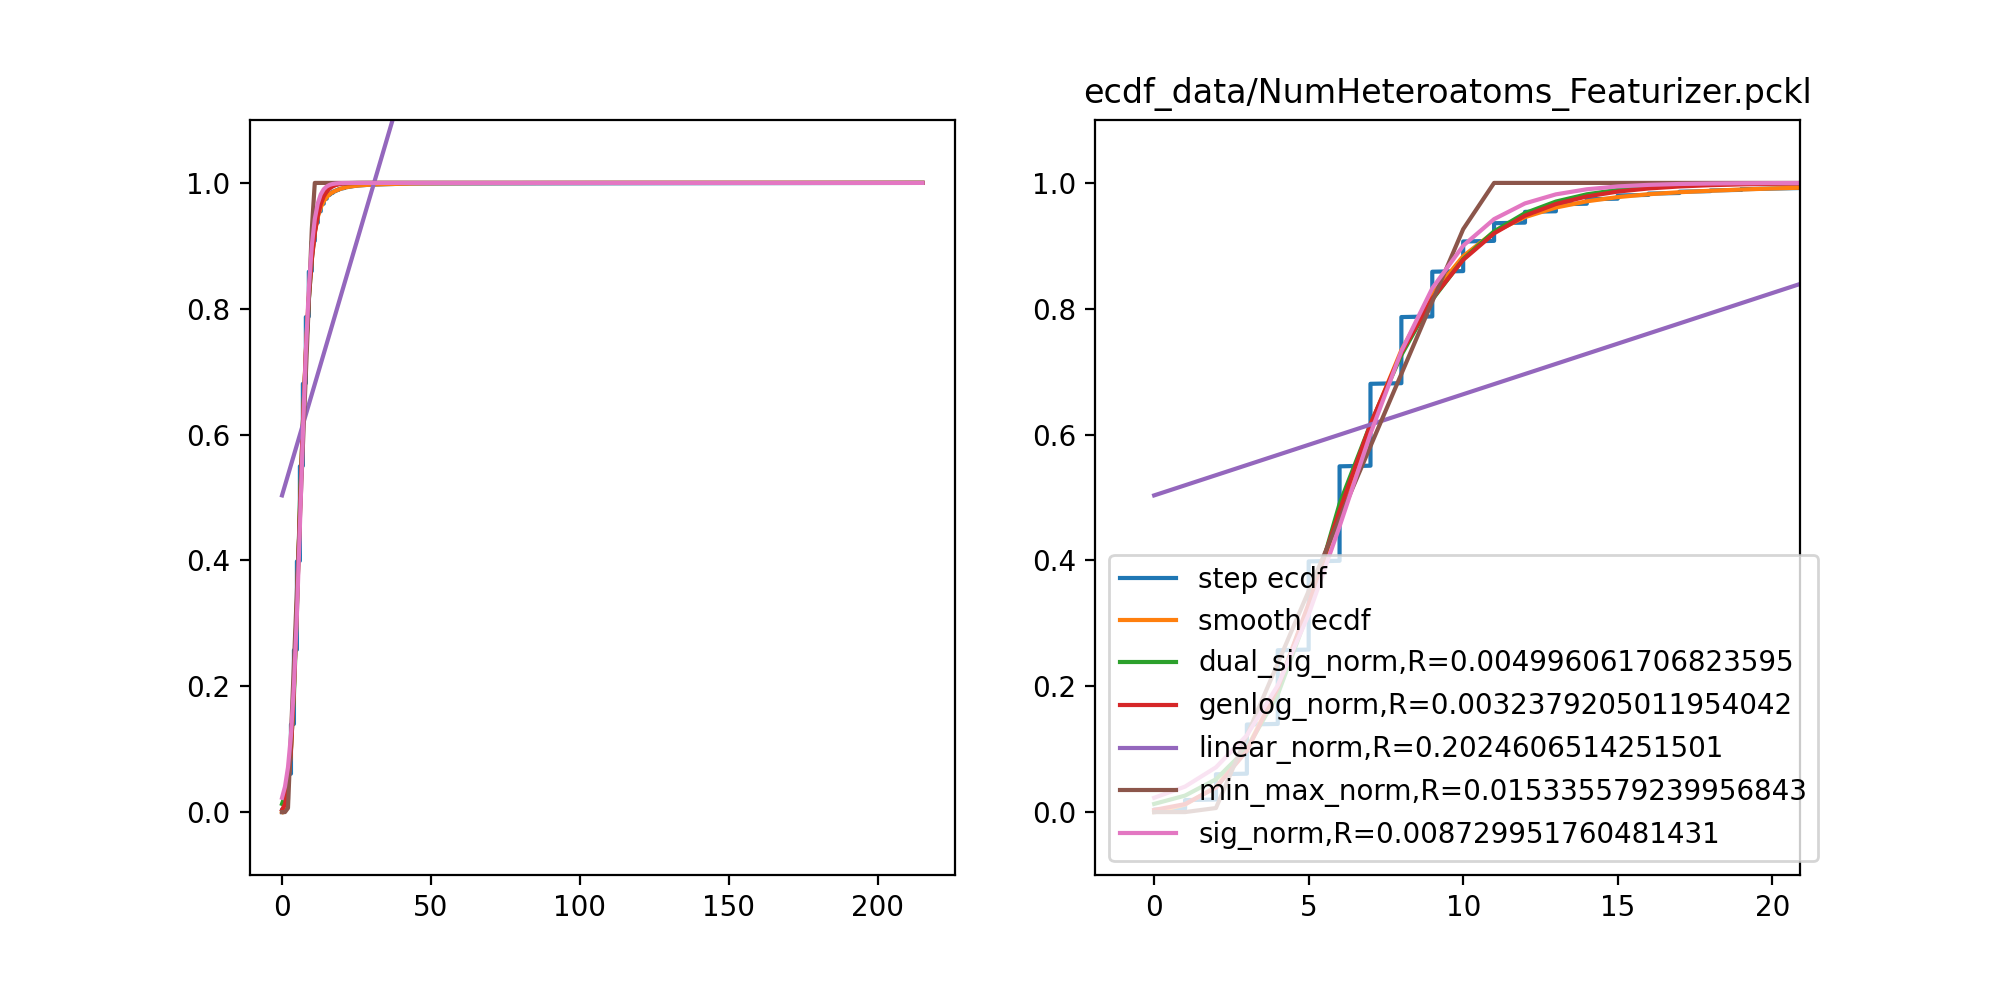 ecdf_data/NumHeteroatoms_Featurizer.pckl
1.0
0.8
0.6
0.4
0.2
0.0
0 50 100 150 200
1.0
0.8
0.6
0.4
0.2
0.0
step ecdf
smooth ecdf
dual_sig_norm,R=0.004996061706823595
genlog_norm,R=0.0032379205011954042
linear_norm,R=0.2024606514251501
min_max_norm,R=0.015335579239956843
sig_norm,R=0.008729951760481431
0 5 10 15 20